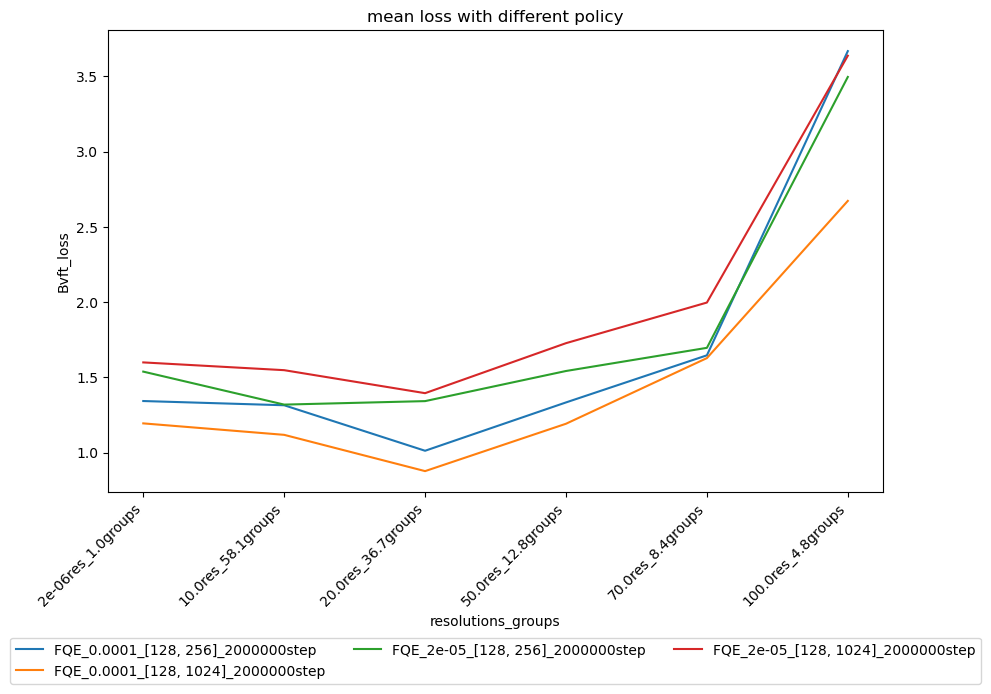 mean loss with different policy
Bvft_loss
3.5
3.0
2.5
2.0
1.5
1.0
2e-06res_1.0groups
10.0res_58.1groups
20.0res_36.7groups
50.0res_12.8groups
70.0res_8.4groups
100.0res_4.8groups
resolutions_groups
FQE_0.0001_[128, 256]_2000000step
FQE_0.0001_[128, 1024]_2000000step
FQE_2e-05_[128, 256]_2000000step
FQE_2e-05_[128, 1024]_2000000step